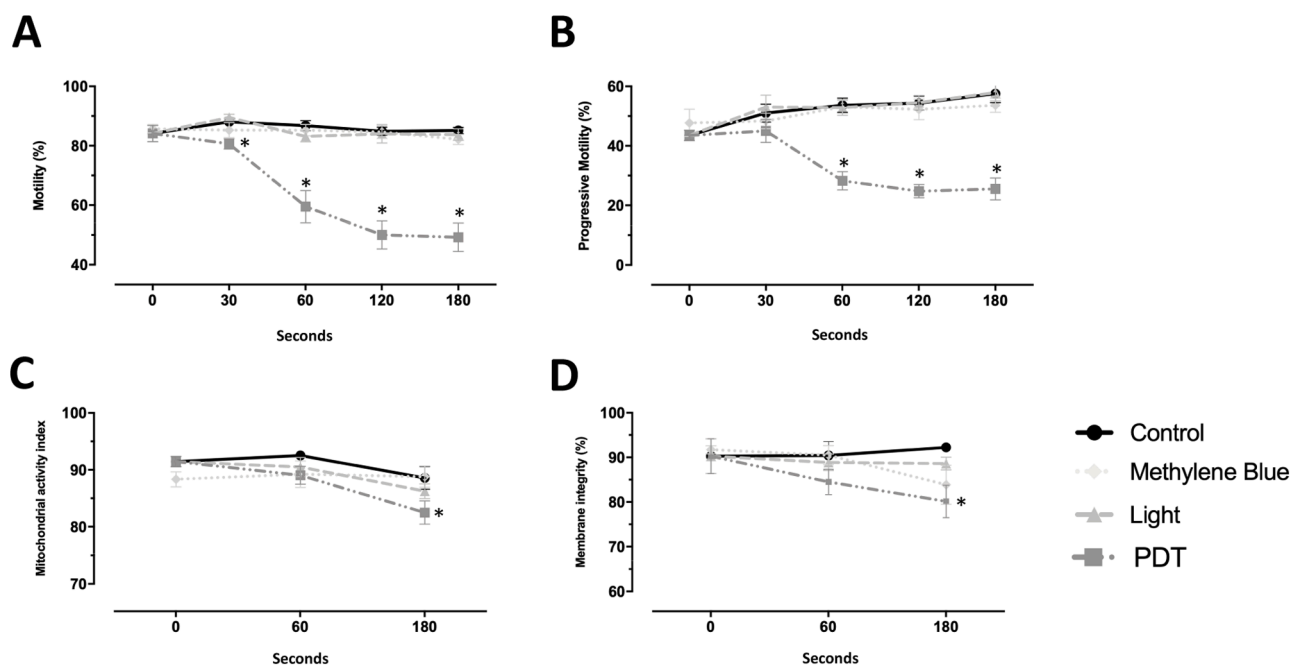 A
Motility (%)
100
80
60
40
*
*
*
*
0 30 60 120 180
Seconds
B
Progressive Motility (%)
60
40
20
0
*
*
*
0 30 60 120 180
Seconds
C
Mitochondrial activity index
100
90
80
70
*
0 60 180
Seconds
D
Membrane integrity (%)
100
90
80
70
60
*
0 60 180
Seconds
Control
Methylene Blue
Light
PDT